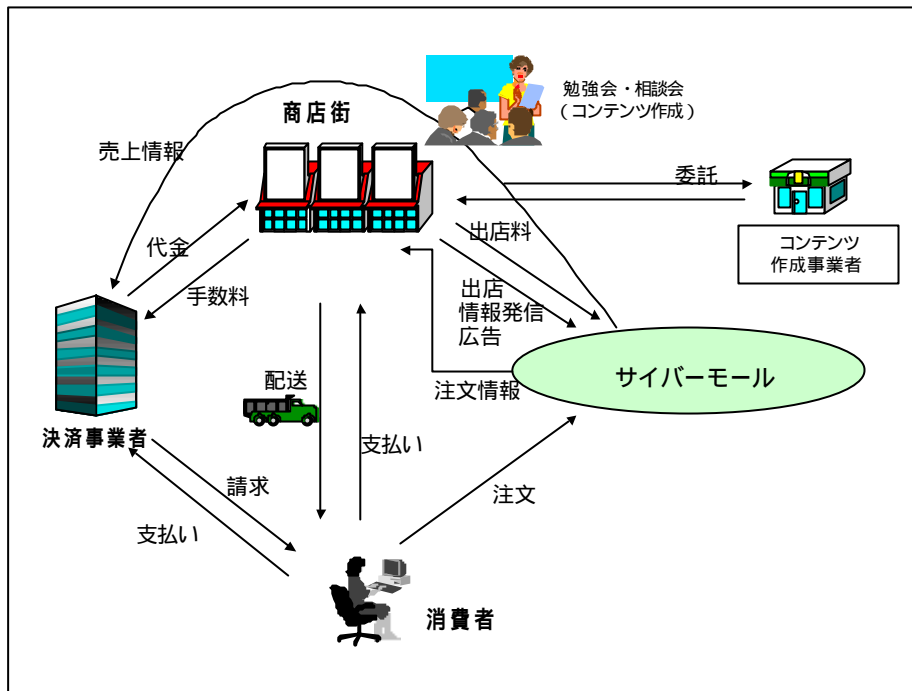 勉強会・相談会
(コンテンツ作成)
商店街
売上情報
委託
代金
出店料
コンテンツ
作成事業者
手数料
出店
情報発信
広告
サイバーモール
注文情報
配送
決済事業者
支払い
請求
注文
支払い
消費者